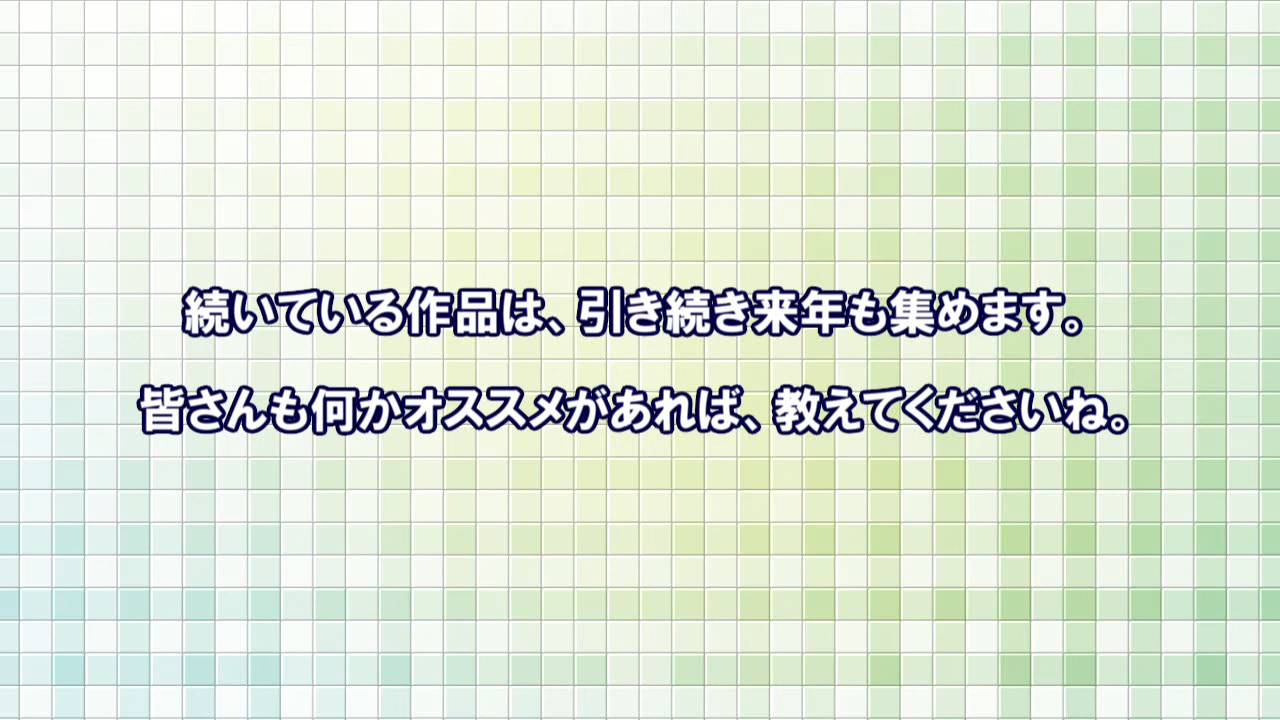 続いている作品は、引き続き来年も集めます。
皆さんも何かオススメがあれば、教えてくださいね。